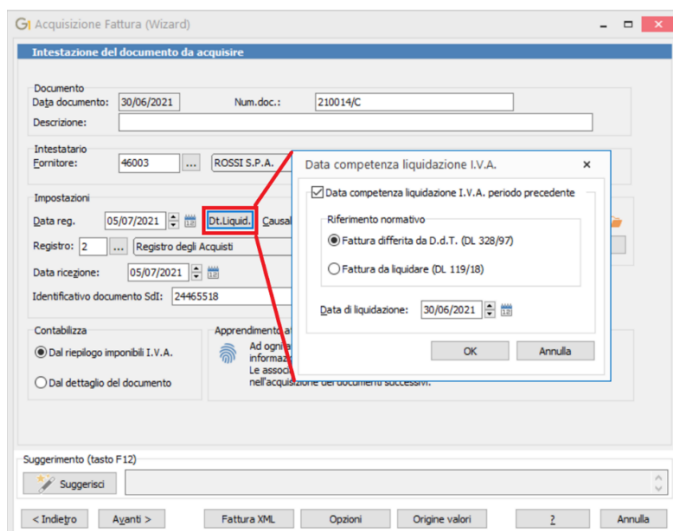 Acquisizione Fattura (Wizard)
Intestazione del documento da acquisire
Documento
Data documento: 30/06/2021 Num.doc.: 210014/C
Descrizione:
Intestatario
Fornitore: 46003 ... ROSSI S.P.A.
Impostazioni
Data reg. 05/07/2021 Dt.Liquid.
Registro: 2 ... Registro degli Acquisti
Data ricezione: 05/07/2021
Identificativo documento SdI: 24465518
Contabilizza
Dal riepilogo imponibili I.V.A.
Dal dettaglio del documento
Ad ogni
nell'acquisizione dei documenti successivi.
Data competenza liquidazione I.V.A.
Data competenza liquidazione I.V.A. periodo precedente
Riferimento normativo
Fattura differita da D.d.T. (DL 328/97)
Fattura da liquidare (DL 119/18)
Data di liquidazione: 30/06/2021
OK Annulla
Suggerimento (tasto F12)
Suggerisci
< Indietro Avanti > Fattura XML Opzioni Origine valori ? Annulla